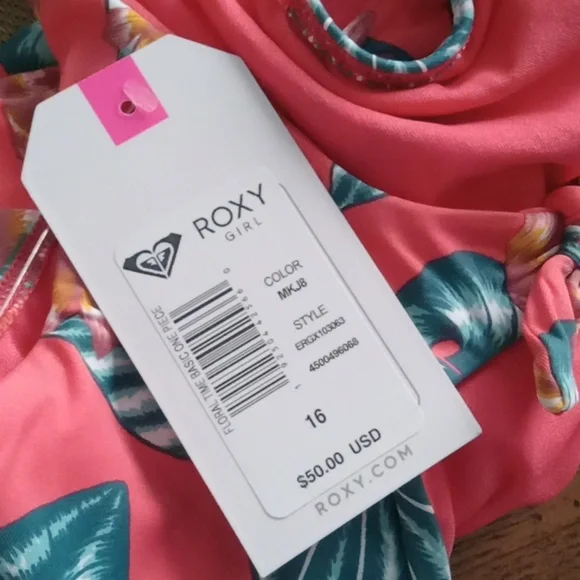 ROXY
GIRL
COLOR
MKJ8
STYLE
ERGX103063
4500496068
FLORAL TIME BASIC ONE PIECE
16
$50.00 USD
ROXY.COM